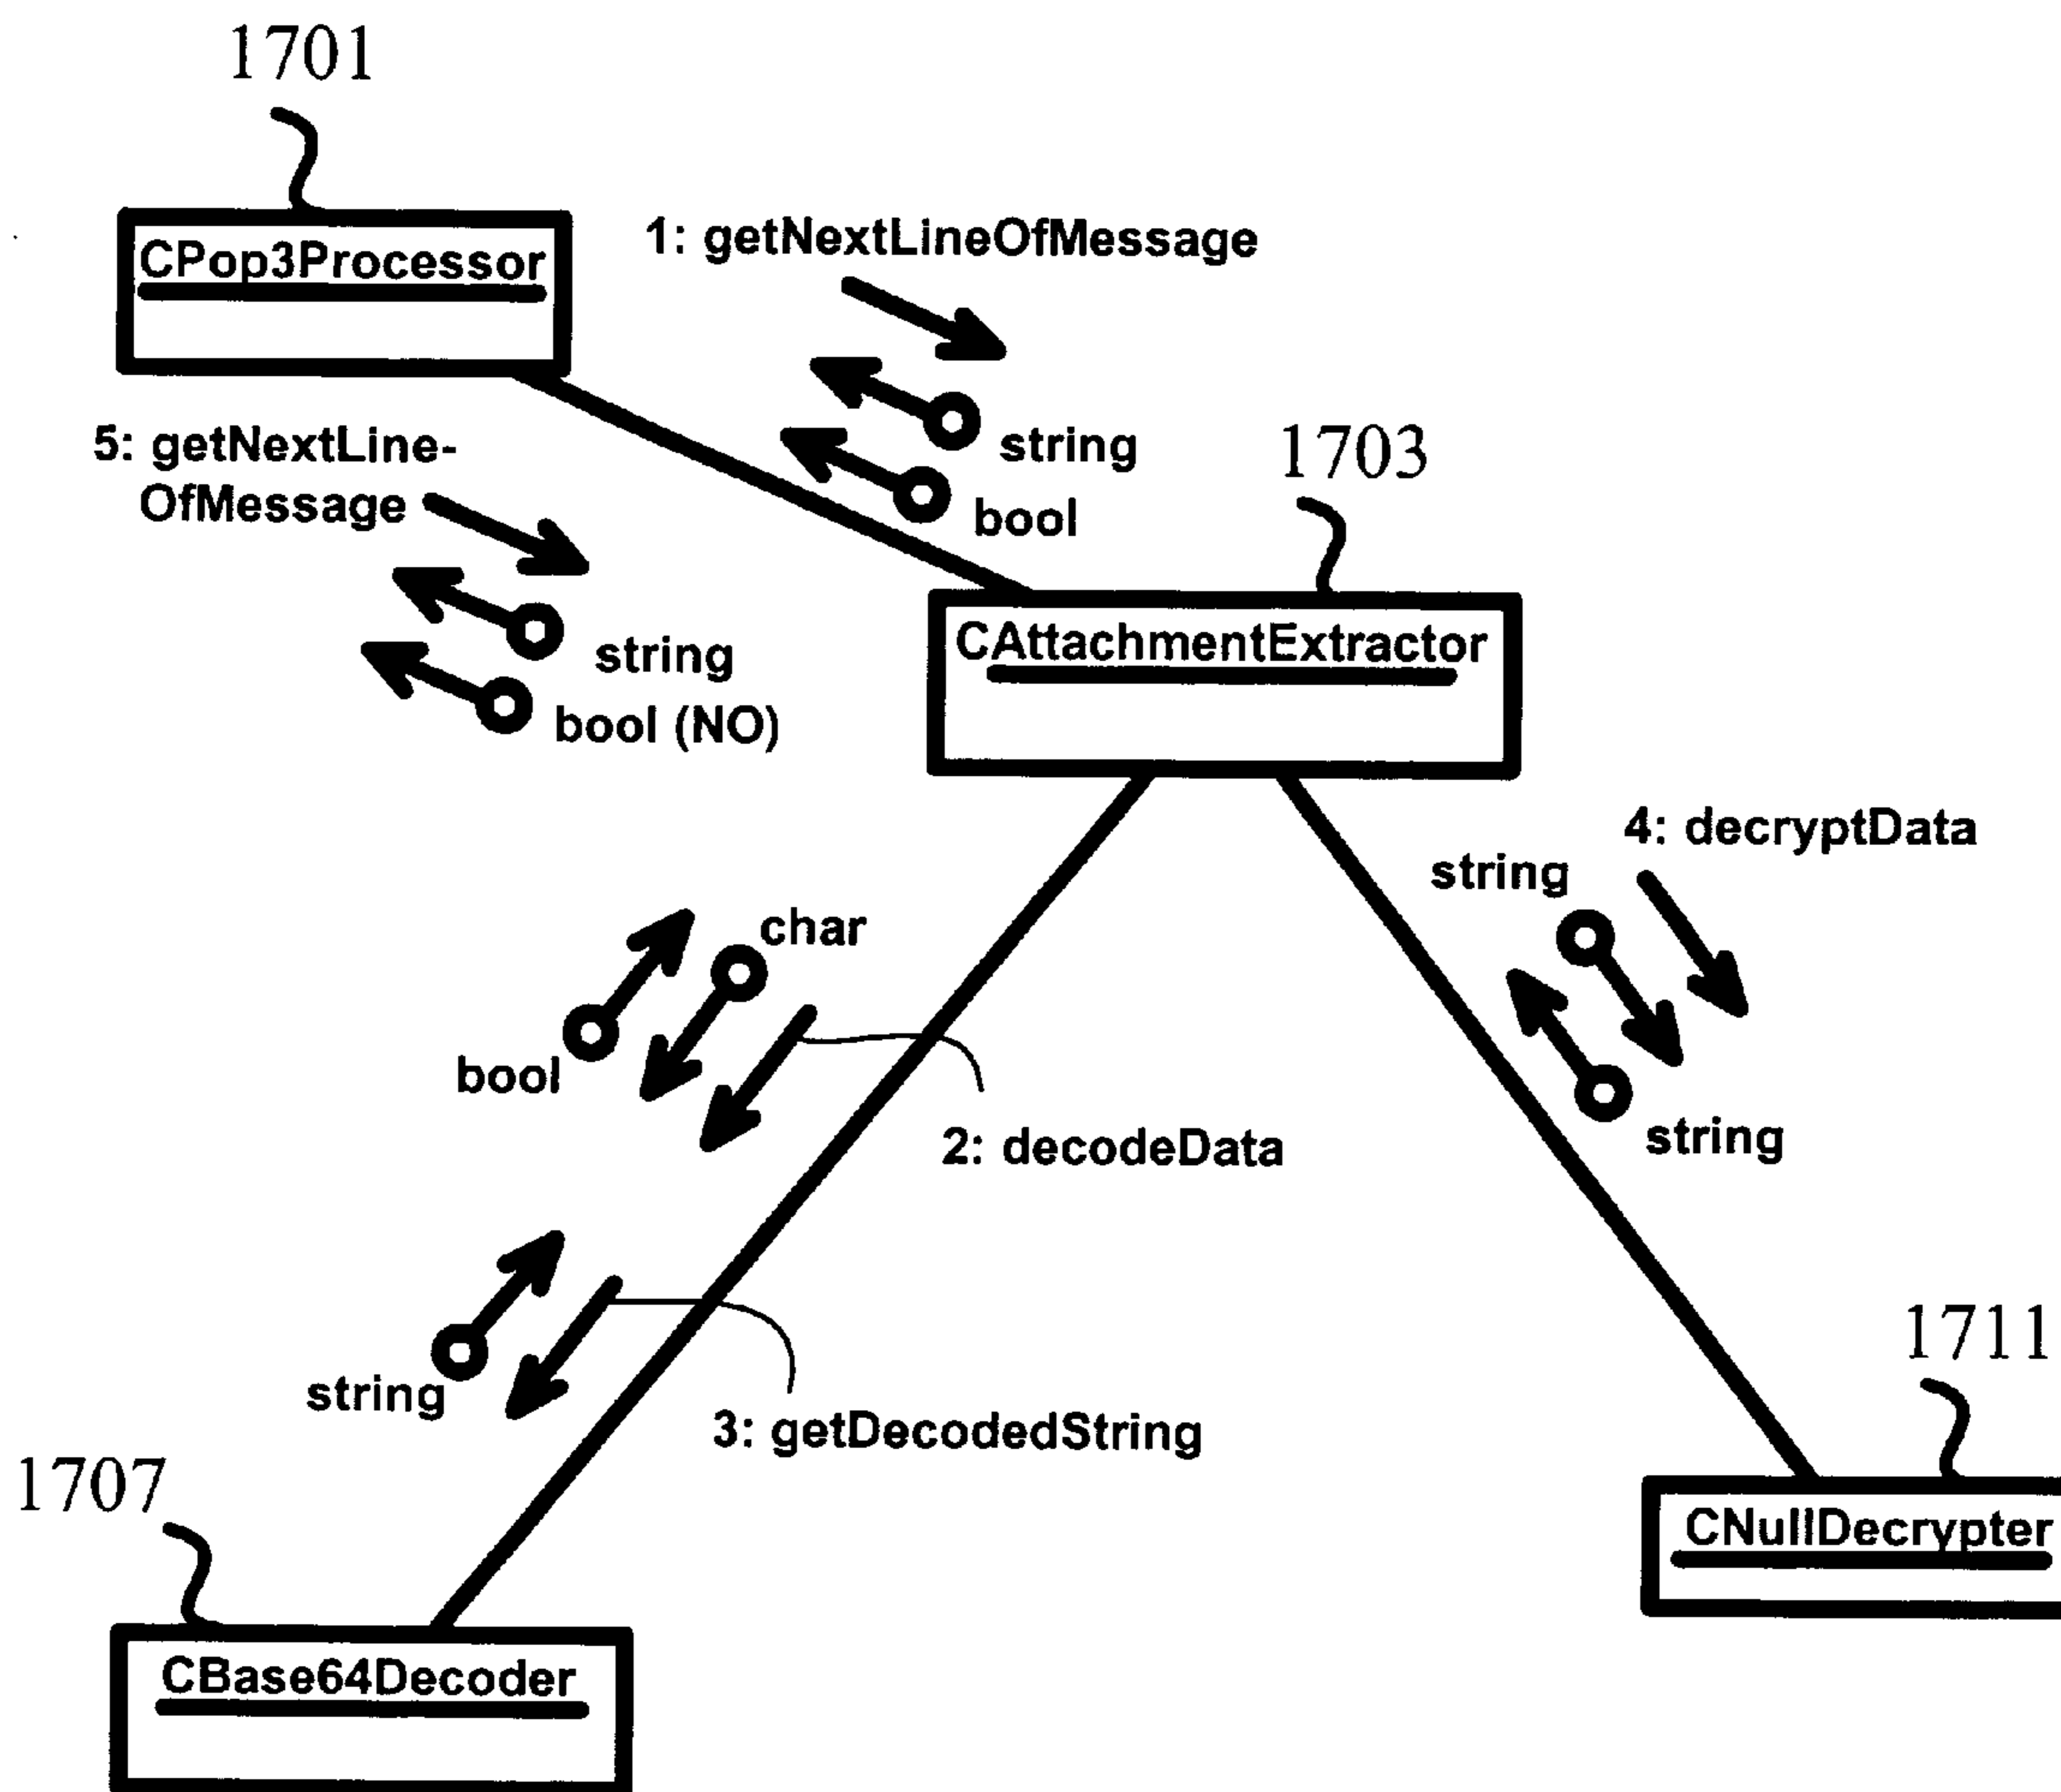 1701
CPop3Processor
1: getNextLineOfMessage
string
bool
5: getNextLine-
OfMessage
string
bool (NO)
1703
CAttachmentExtractor
4: decryptData
string
string
char
bool
2: decodeData
string
3: getDecodedString
1711
CNullDecrypter
1707
CBase64Decoder